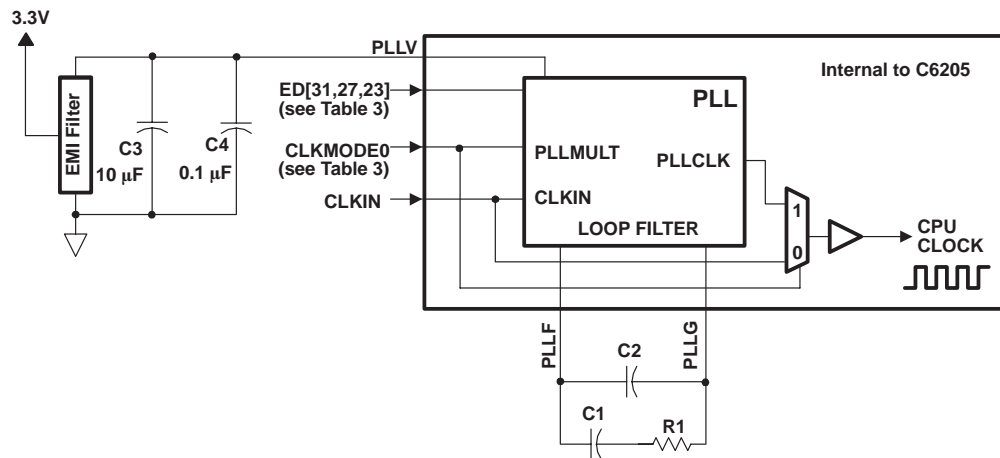 3.3V
PLLV
Internal to C6205
ED[31,27,23]
(see Table 3)
PLL
EMI Filter
C3
10 µF
C4
0.1 µF
CLKMODE0
(see Table 3)
PLLMULT
PLLCLK
CLKIN
CLKIN
LOOP FILTER
1
0
CPU
CLOCK
PLLF
PLLG
C2
C1
R1